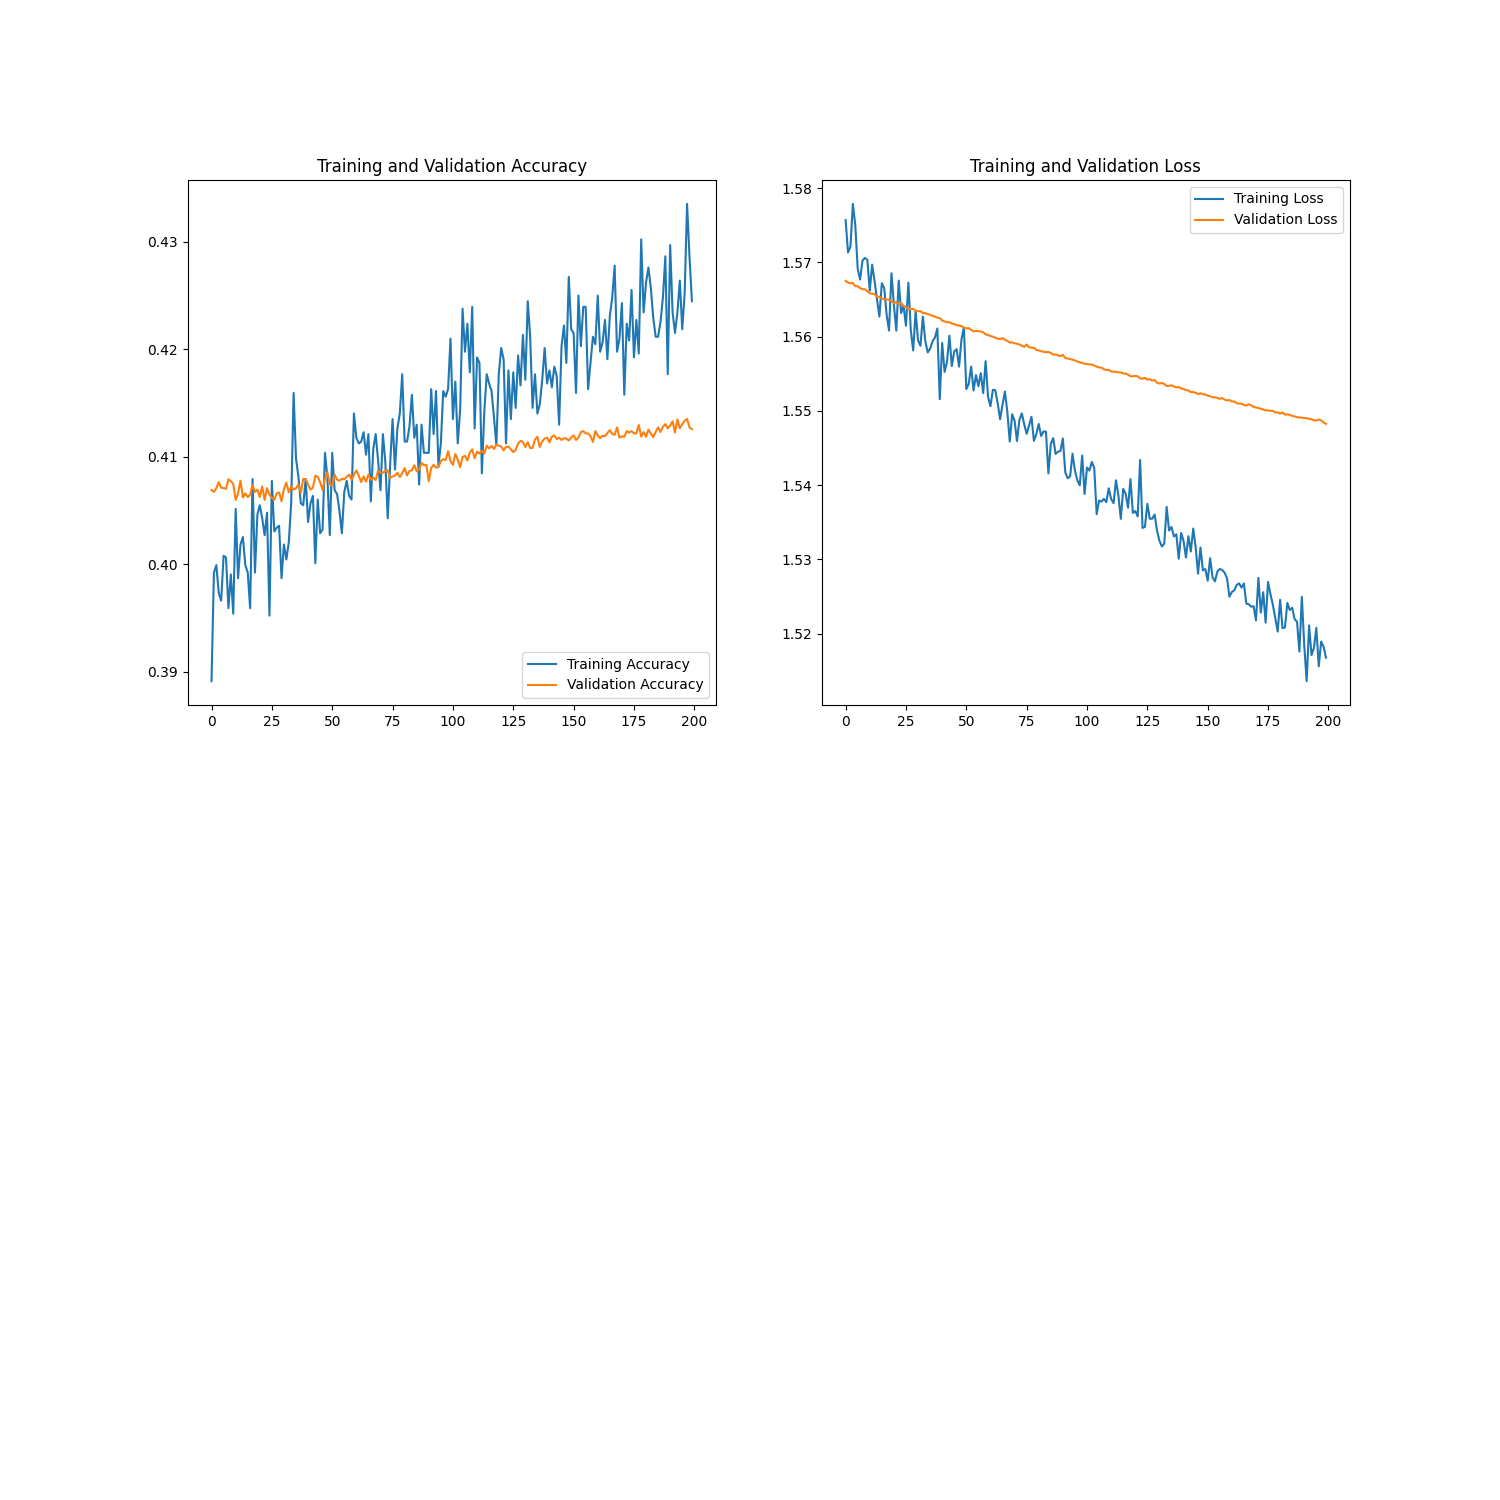 Training and Validation Accuracy
0.43
0.42
0.41
0.40
0.39
Training Accuracy
Validation Accuracy
0 25 50 75 100 125 150 175 200
Training and Validation Loss
1.58
1.57
1.56
1.55
1.54
1.53
1.52
Training Loss
Validation Loss
0 25 50 75 100 125 150 175 200